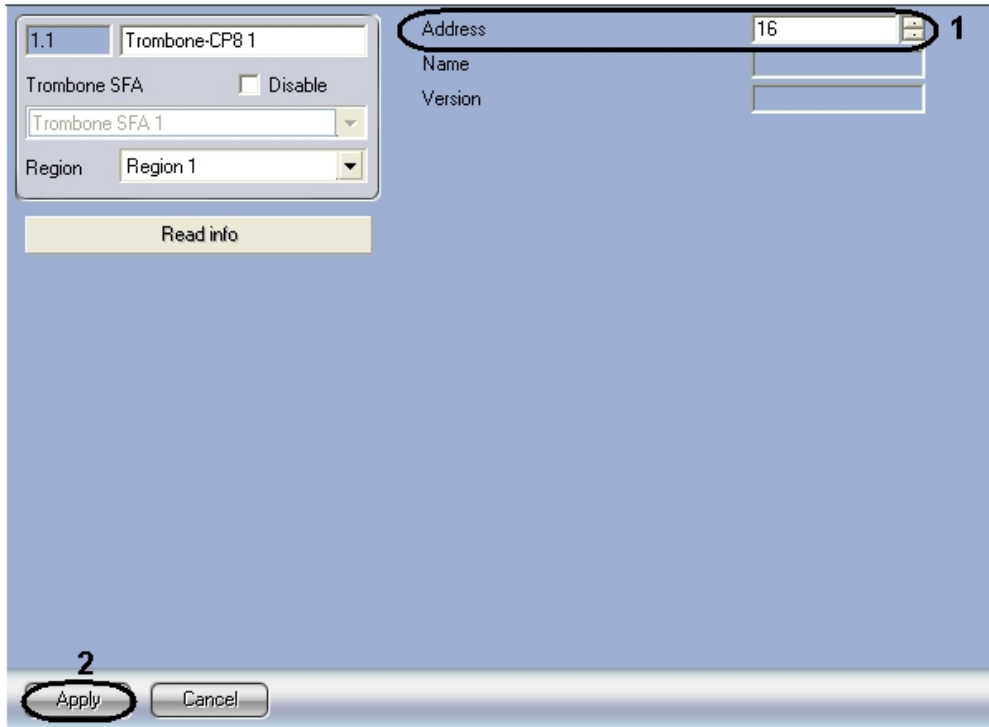 1.1 Trombone-CP8 1
Trombone SFA Disable
Trombone SFA 1
Region Region 1
Read info
Address 16 1
Name
Version
2
Apply Cancel